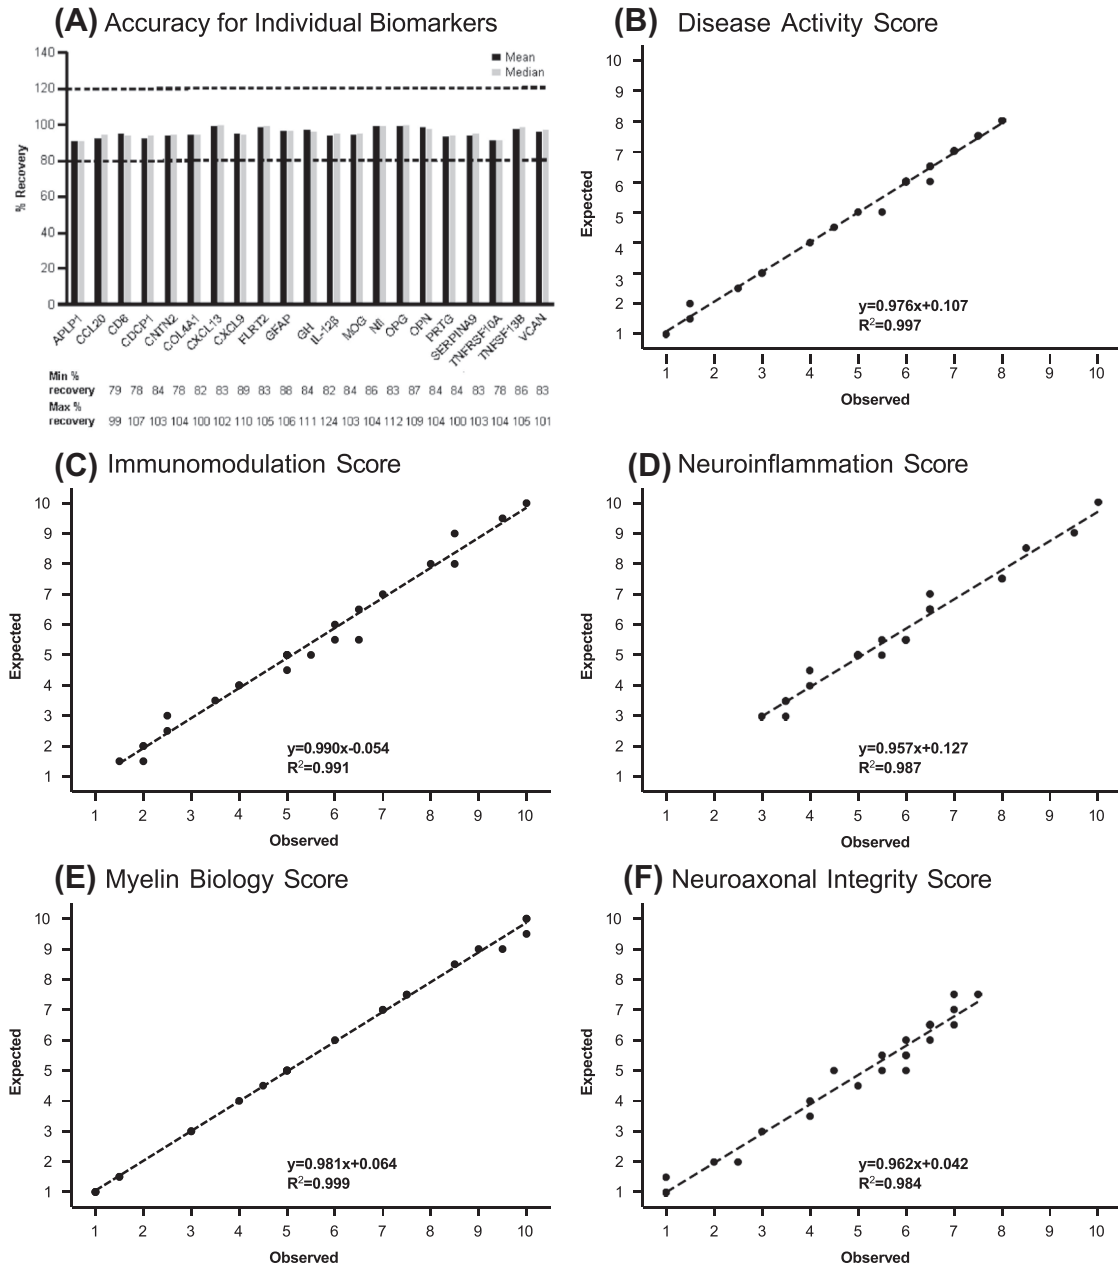 (A) Accuracy for Individual Biomarkers
140
120
100
80
60
40
20
0
% Recovery
Mean
Median
APLP1
CCL20
CD6
CDCP1
CNTN2
COL4A1
CXCL13
CXCL9
FLRT2
GFAP
GH
IL-12β
MOG
Nfl
OPG
OPN
PRTG
SERPINA9
TNFRSF10A
TNFSF13B
VCAN
Min %
recovery 79 78 84 78 82 83 89 83 88 84 82 84 86 83 87 84 84 83 78 86 83
Max %
recovery 99 107 103 104 100 102 110 105 106 111 124 103 104 112 109 104 100 103 104 105 101
(B) Disease Activity Score
10
9
8
7
6
5
4
3
2
1
Expected
y=0.976x+0.107
R²=0.997
1 2 3 4 5 6 7 8 9 10
Observed
(C) Immunomodulation Score
10
9
8
7
6
5
4
3
2
1
Expected
y=0.990x-0.054
R²=0.991
1 2 3 4 5 6 7 8 9 10
Observed
(D) Neuroinflammation Score
10
9
8
7
6
5
4
3
2
1
Expected
y=0.957x+0.127
R²=0.987
1 2 3 4 5 6 7 8 9 10
Observed
(E) Myelin Biology Score
10
9
8
7
6
5
4
3
2
1
Expected
y=0.981x+0.064
R²=0.999
1 2 3 4 5 6 7 8 9 10
Observed
(F) Neuroaxonal Integrity Score
10
9
8
7
6
5
4
3
2
1
Expected
y=0.962x+0.042
R²=0.984
1 2 3 4 5 6 7 8 9 10
Observed